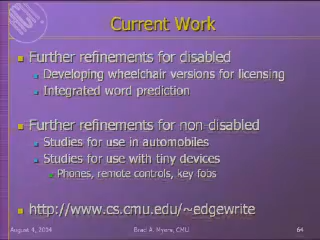 Current Work
Further refinements for disabled
Developing wheelchair versions for licensing
Integrated word prediction
Further refinements for non-disabled
Studies for use in automobiles
Studies for use with tiny devices
Phones, remote controls, key fobs
http://www.cs.cmu.edu/~edgewrite
August 4, 2004 Brad A. Myers, CMU 64